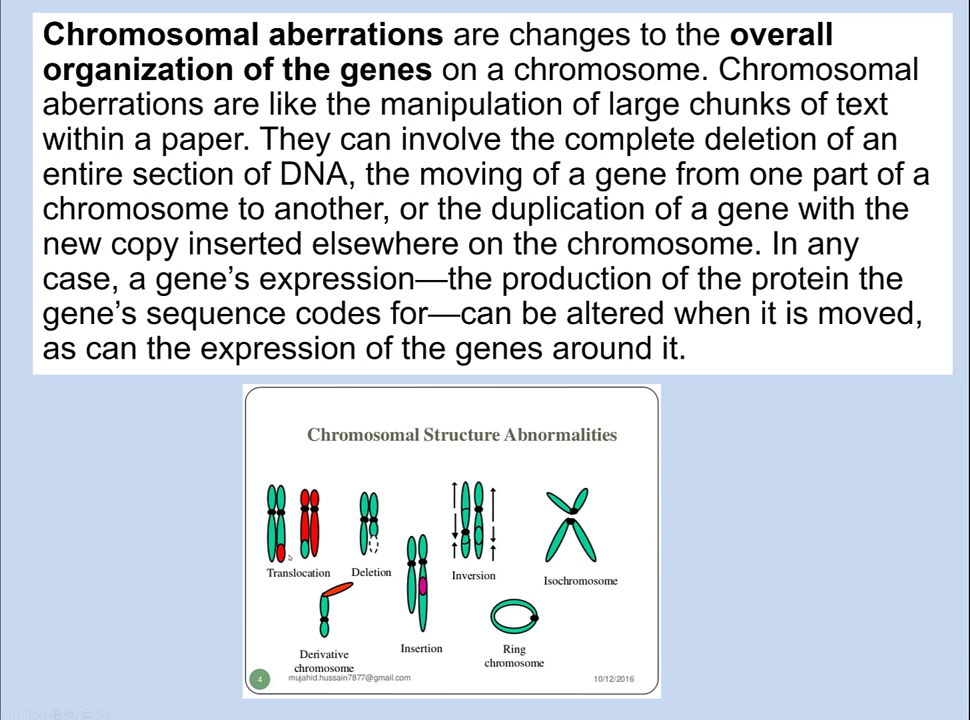 Chromosomal aberrations are changes to the overall
organization of the genes on a chromosome. Chromosomal
aberrations are like the manipulation of large chunks of text
within a paper. They can involve the complete deletion of an
entire section of DNA, the moving of a gene from one part of a
chromosome to another, or the duplication of a gene with the
new copy inserted elsewhere on the chromosome. In any
case, a gene’s expression—the production of the protein the
gene’s sequence codes for—can be altered when it is moved,
as can the expression of the genes around it.
Chromosomal Structure Abnormalities
Translocation
Deletion
Inversion
Isochromosome
Derivative
chromosome
Insertion
Ring
chromosome
4
mujahid.hussain7877@gmail.com
10/12/2016